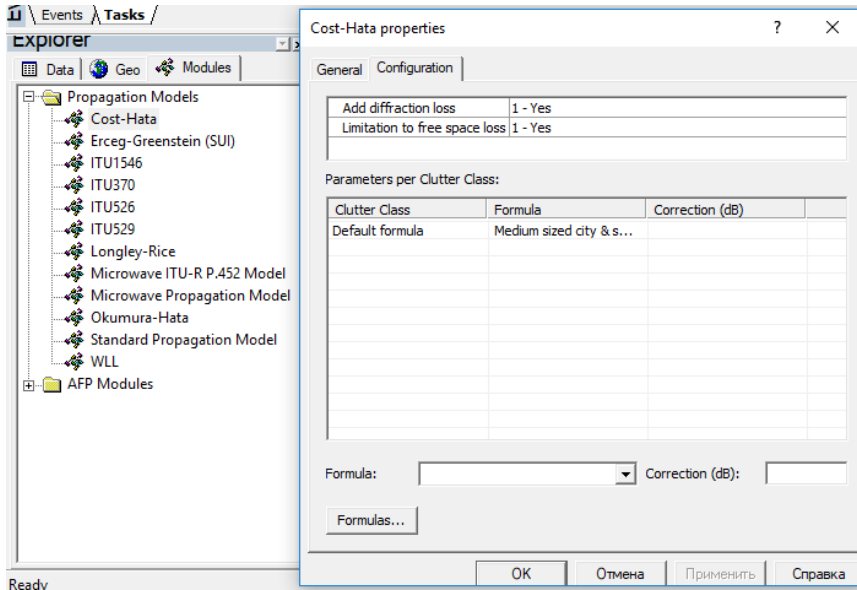 Events Tasks
Explorer
Data Geo Modules
Propagation Models
Cost-Hata
Erceg-Greenstein (SUI)
ITU1546
ITU370
ITU526
ITU529
Longley-Rice
Microwave ITU-R P.452 Model
Microwave Propagation Model
Okumura-Hata
Standard Propagation Model
WLL
AFP Modules
Ready
Cost-Hata properties
General Configuration
Add diffraction loss 1 - Yes
Limitation to free space loss 1 - Yes
Parameters per Clutter Class:
Clutter Class Formula Correction (dB)
Default formula Medium sized city & s...
Formula: Correction (dB):
Formulas...
OK Отмена Применить Справка